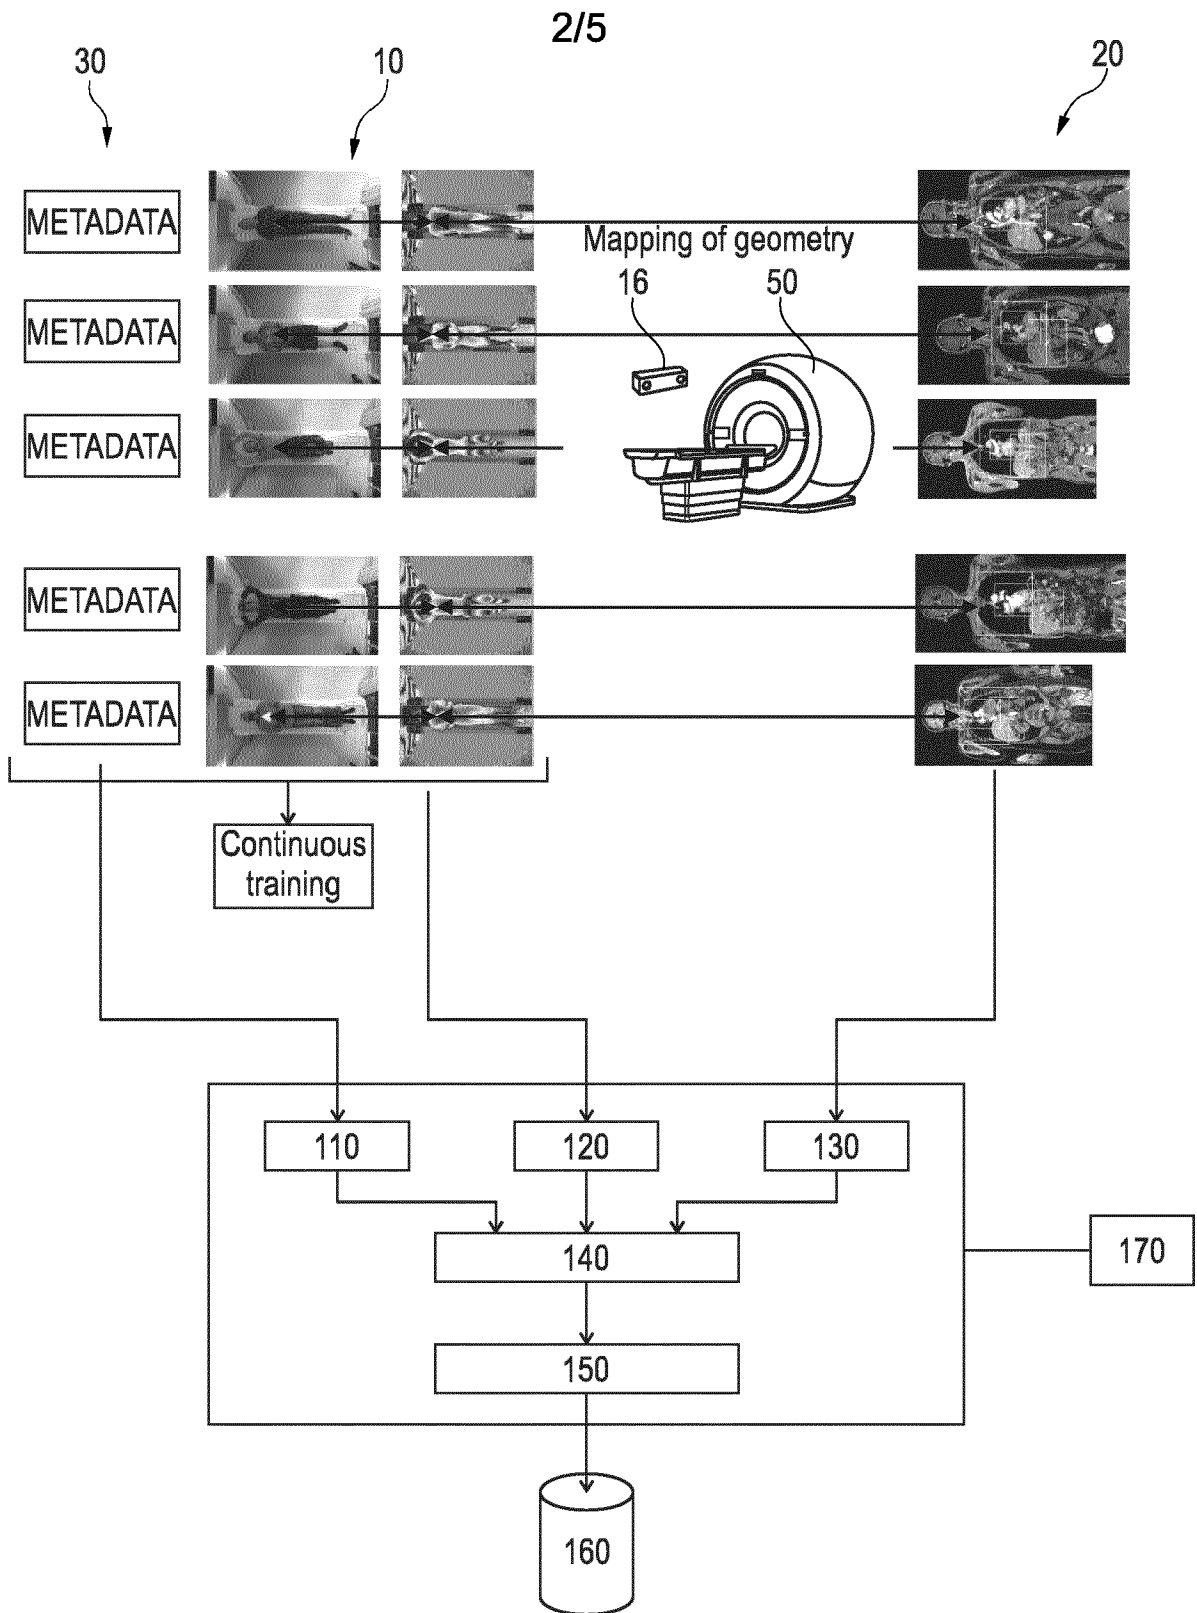 2/5
30
10
20
METADATA
Mapping of geometry
METADATA
16
50
METADATA
METADATA
METADATA
Continuous
training
110
120
130
140
170
150
160